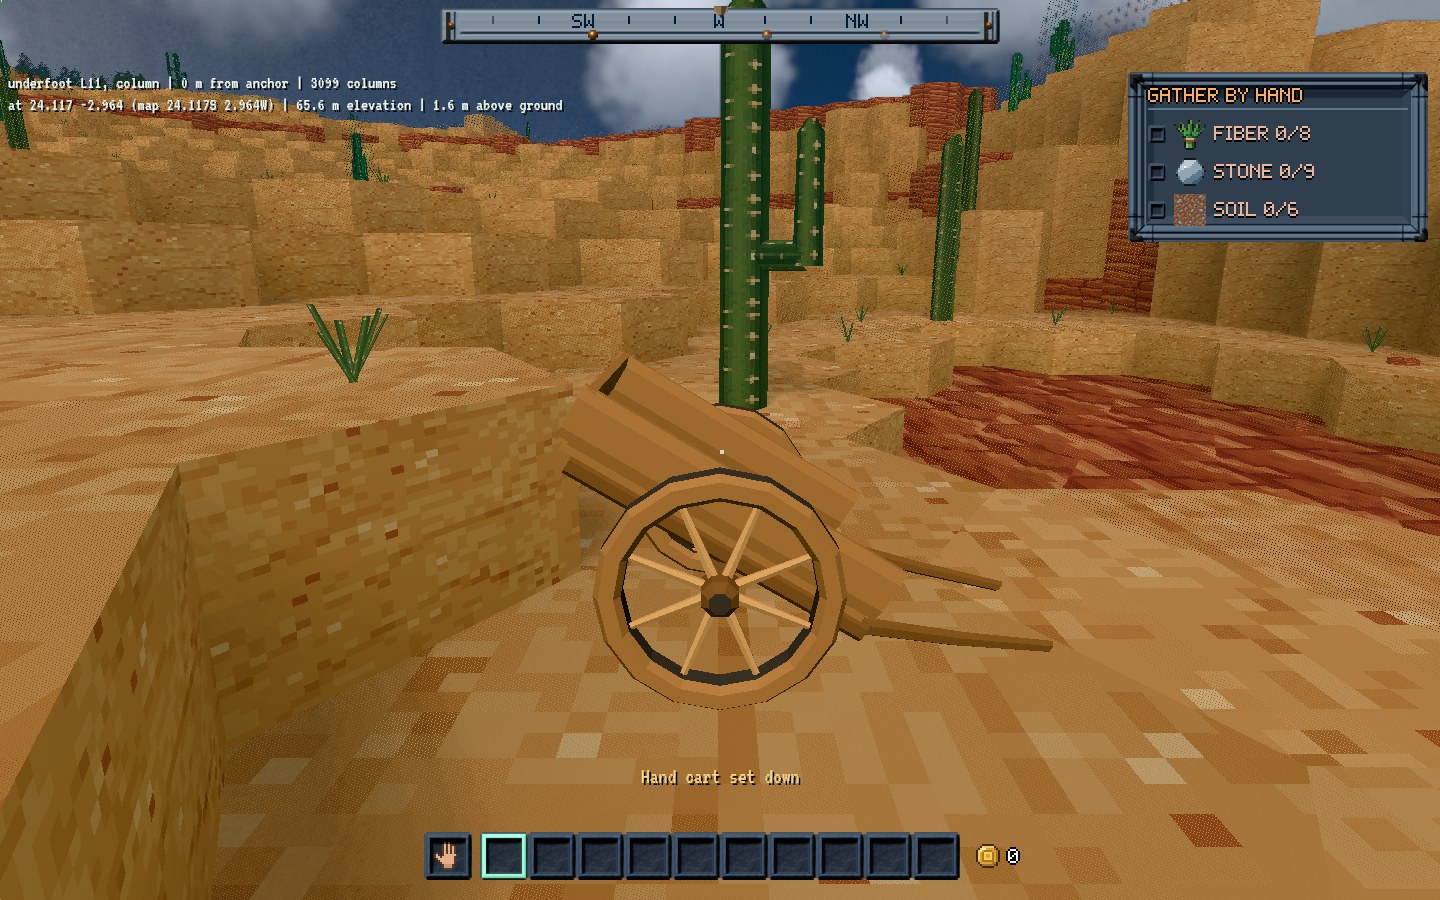 SW W NW
underfoot L11, column | 0 m from anchor | 3099 columns
at 24.117 -2.964 (map 24.117S 2.964W) | 65.6 m elevation | 1.6 m above ground
GATHER BY HAND
FIBER 0/8
STONE 0/9
SOIL 0/6
Hand cart set down
0